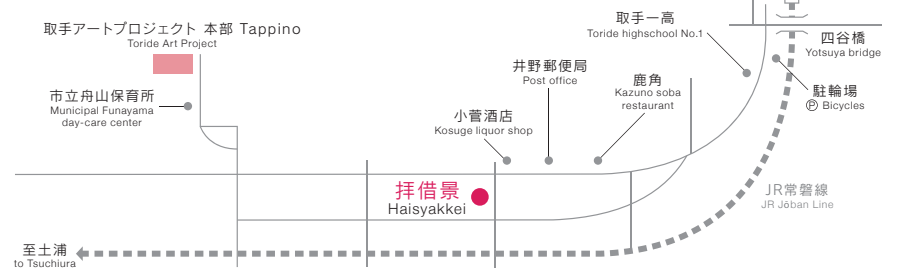 取手アートプロジェクト 本部 Tappino
Toride Art Project
市立舟山保育所
Municipal Funayama
day-care center
取手一高
Toride highschool No.1
四谷橋
Yotsuya bridge
井野郵便局
Post office
鹿角
Kazuno soba
restaurant
駐輪場
Ⓟ Bicycles
小菅酒店
Kosuge liquor shop
拝借景
Haisyakkei
JR常磐線
JR Jōban Line
至土浦
to Tsuchiura